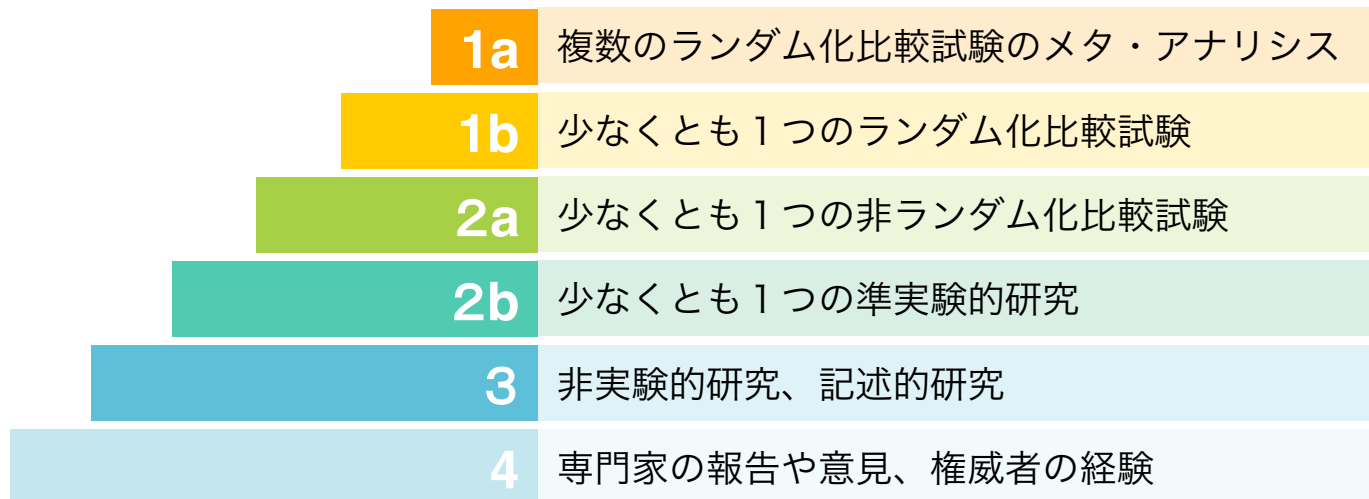 1a 複数のランダム化比較試験のメタ・アナリシス
1b 少なくとも１つのランダム化比較試験
2a 少なくとも１つの非ランダム化比較試験
2b 少なくとも１つの準実験的研究
3 非実験的研究、記述的研究
4 専門家の報告や意見、権威者の経験